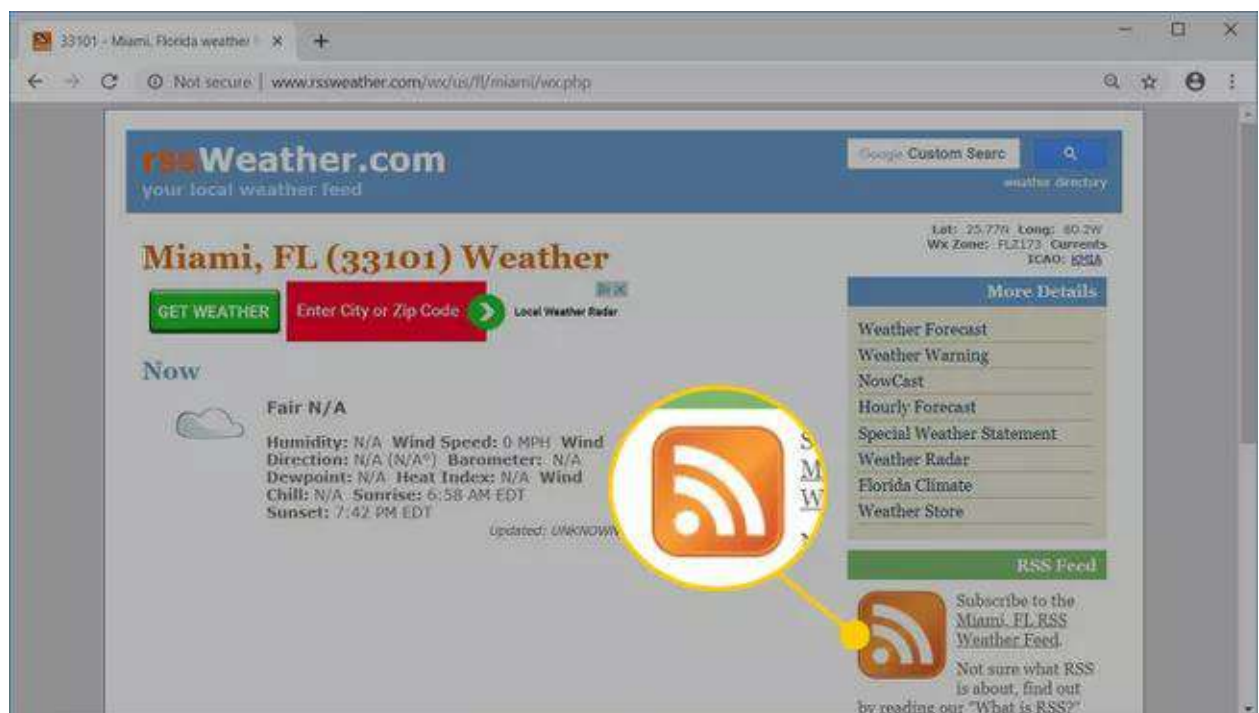 33101 - Miami, Florida weather
Not secure | www.rssweather.com/wx/us/fl/miami/wx.php
rssWeather.com
your local weather feed
Google Custom Searc
weather directory
Lat: 25.77N Long: 80.2W
Wx Zone: FLZ173 Currents
ICAO: KMIA
Miami, FL (33101) Weather
GET WEATHER
Enter City or Zip Code
Local Weather Radar
Now
Fair N/A
Humidity: N/A Wind Speed: 0 MPH Wind
Direction: N/A (N/A°) Barometer: N/A
Dewpoint: N/A Heat Index: N/A Wind
Chill: N/A Sunrise: 6:58 AM EDT
Sunset: 7:42 PM EDT
Updated: UNKNOWN
S
M
W
More Details
Weather Forecast
Weather Warning
NowCast
Hourly Forecast
Special Weather Statement
Weather Radar
Florida Climate
Weather Store
RSS Feed
Subscribe to the
Miami, FL RSS
Weather Feed.
Not sure what RSS
is about, find out
by reading our "What is RSS?"